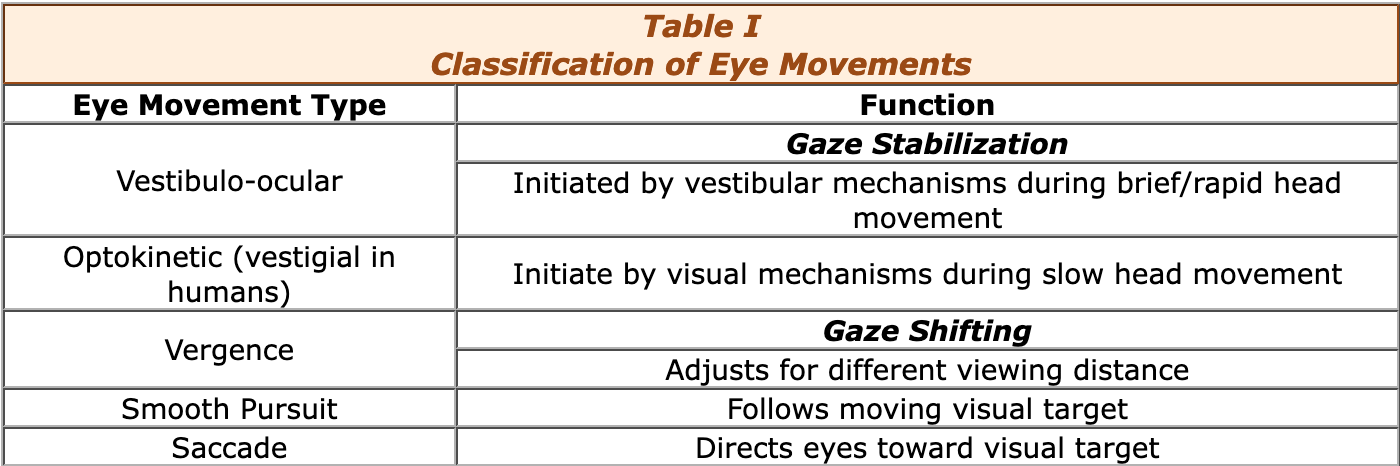 Table I
Classification of Eye Movements
Eye Movement Type
Function
Vestibulo-ocular
Gaze Stabilization
Initiated by vestibular mechanisms during brief/rapid head
movement
Optokinetic (vestigial in
humans)
Initiate by visual mechanisms during slow head movement
Vergence
Gaze Shifting
Adjusts for different viewing distance
Smooth Pursuit
Follows moving visual target
Saccade
Directs eyes toward visual target